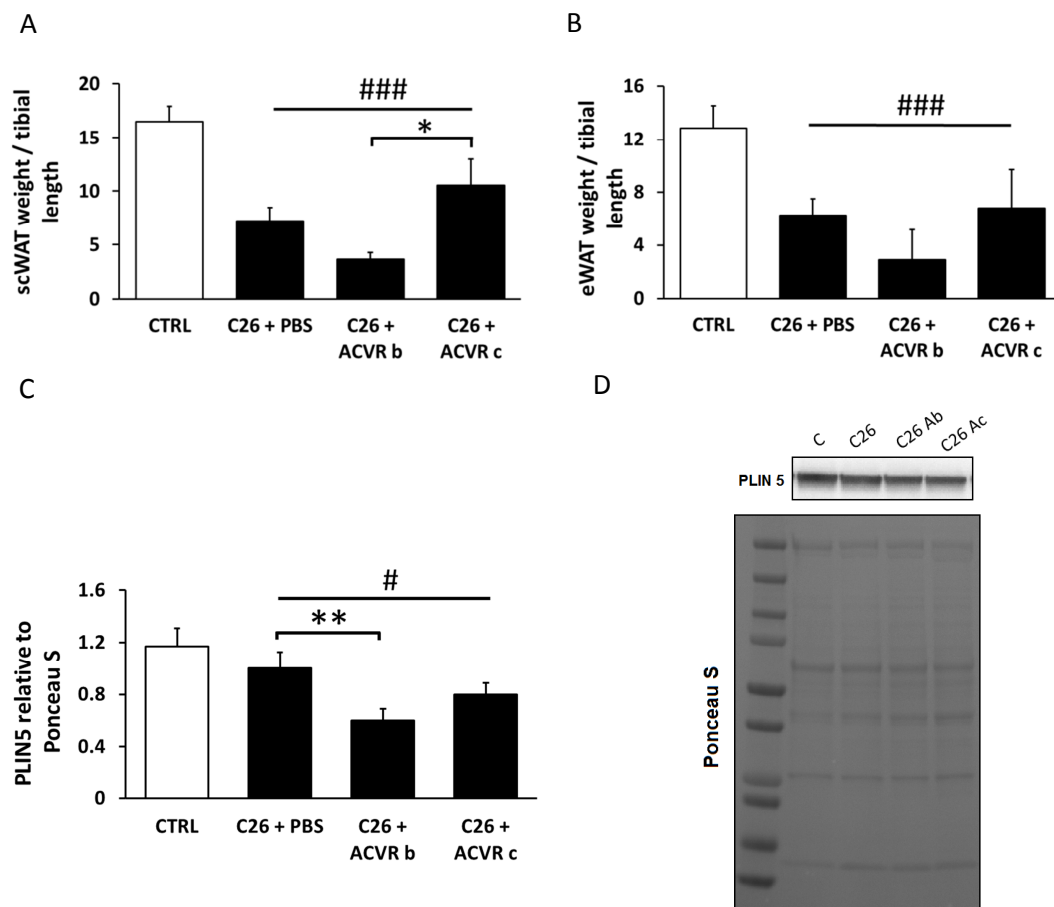 A
scWAT weight / tibial
length
20
15
10
5
0
###
*
CTRL
C26 + PBS
C26 +
ACVR b
C26 +
ACVR c
B
eWAT weight / tibial
length
16
12
8
4
0
###
CTRL
C26 + PBS
C26 +
ACVR b
C26 +
ACVR c
C
PLIN5 relative to
Ponceau S
1.6
1.2
0.8
0.4
0
#
**
CTRL
C26 + PBS
C26 +
ACVR b
C26 +
ACVR c
D
C
C26
C26 Ab
C26 Ac
PLIN 5
Ponceau S